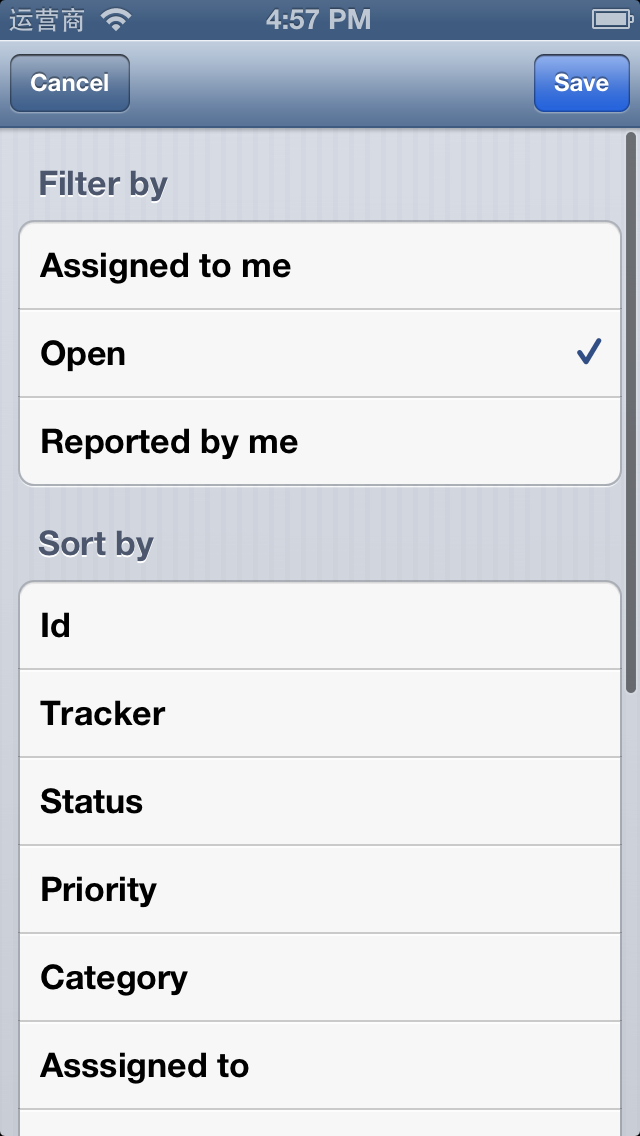 运营商 4:57 PM
Cancel Save
Filter by
Assigned to me
Open
Reported by me
Sort by
Id
Tracker
Status
Priority
Category
Asssigned to